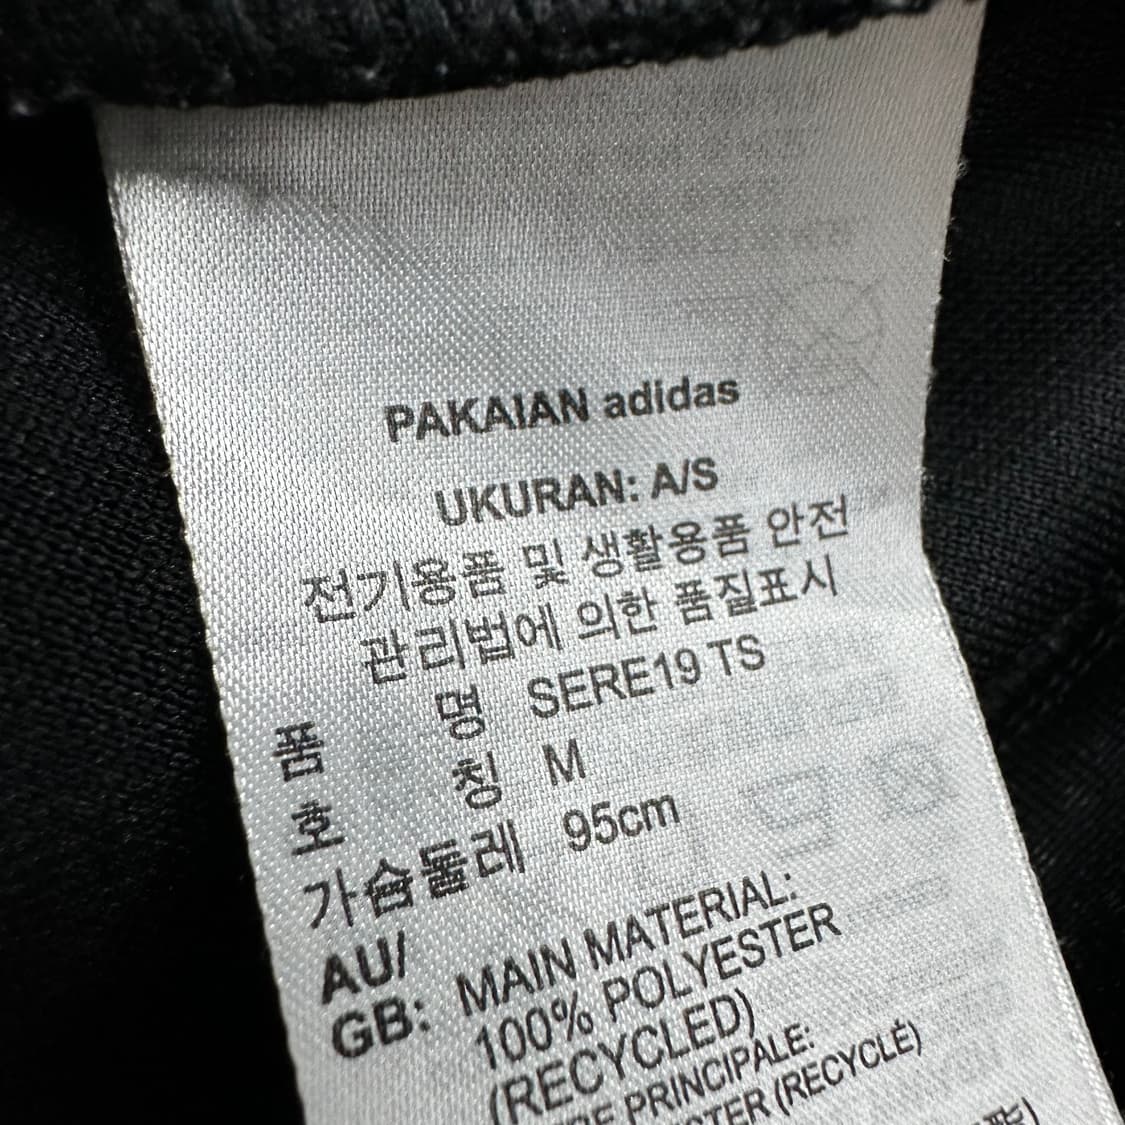 PAKAIAN adidas
UKURAN: A/S
전기용품 및 생활용품 안전
관리법에 의한 품질표시
품 명 SERE19 TS
호 칭 M
가슴둘레 95cm
AU/
GB: MAIN MATERIAL:
100% POLYESTER
(RECYCLED)
PRINCIPALE:
(RECYCLÉ)